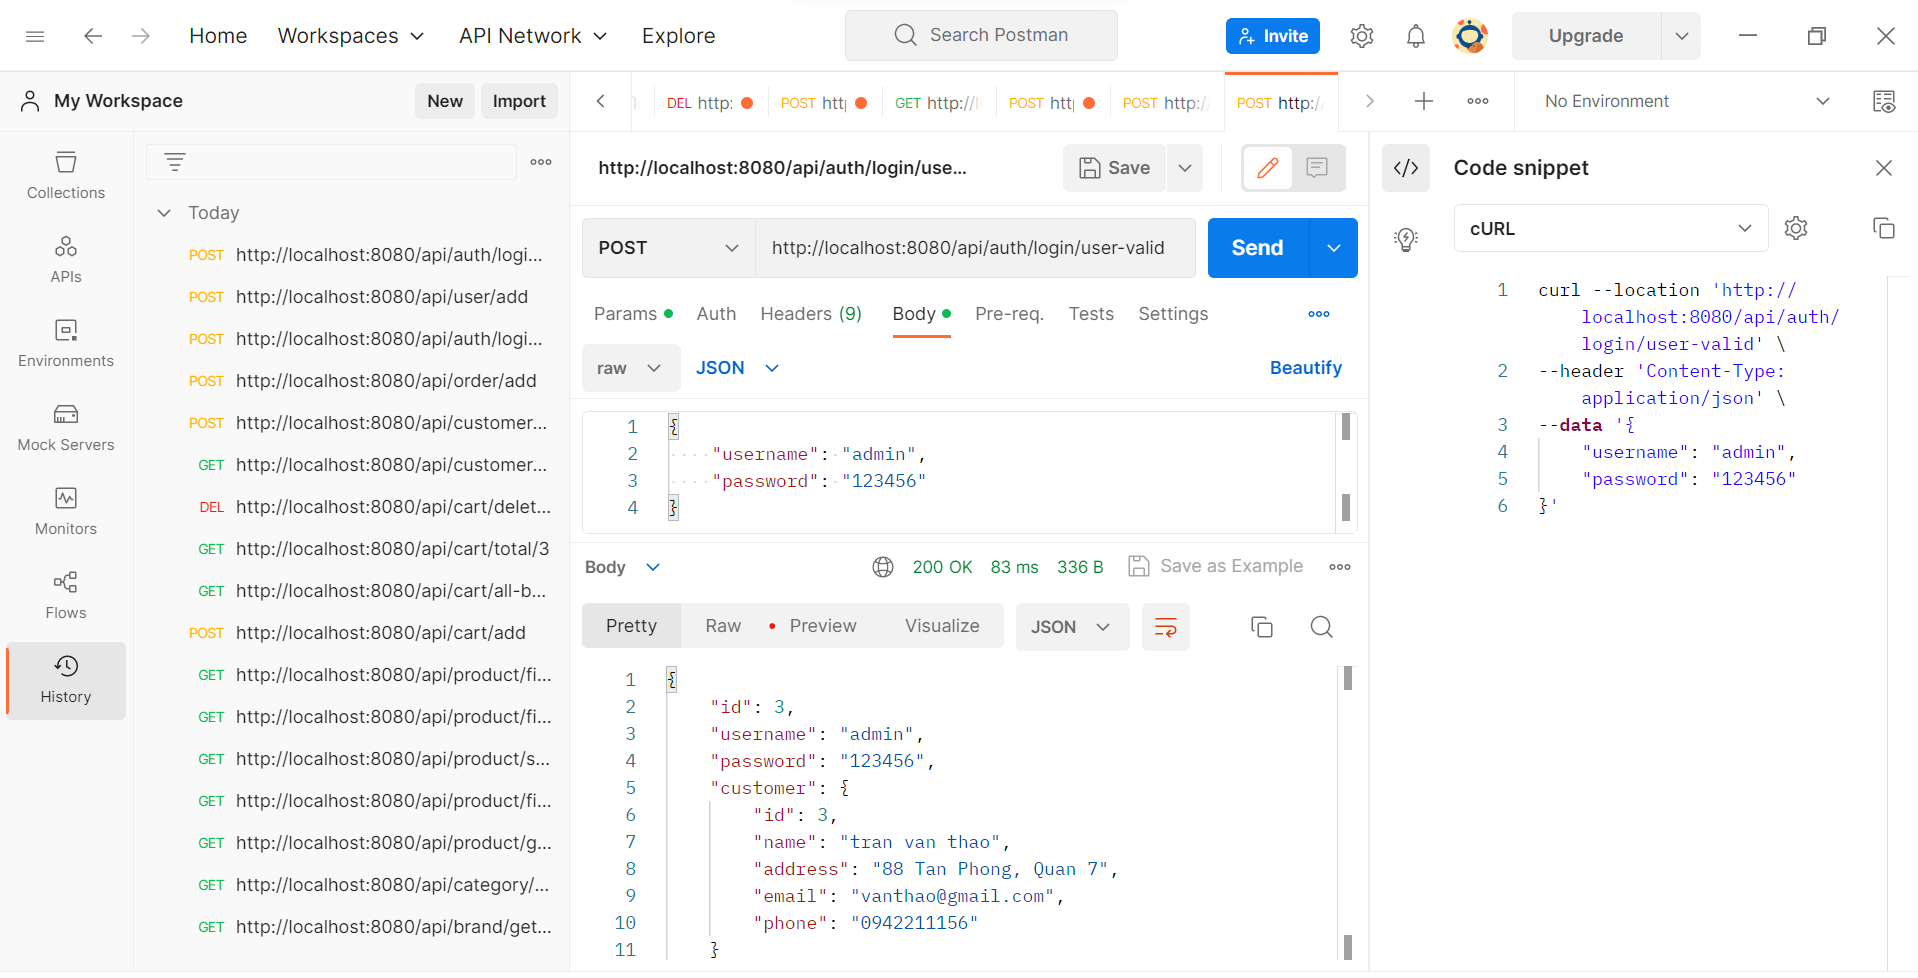 Home
Workspaces
API Network
Explore
Search Postman
Invite
Upgrade
My Workspace
New
Import
DEL http:
POST htt
GET http://
POST htt
POST http:/
POST http:/
No Environment
Collections
APIs
Environments
Mock Servers
Monitors
Flows
History
Today
POST http://localhost:8080/api/auth/logi...
POST http://localhost:8080/api/user/add
POST http://localhost:8080/api/auth/logi...
POST http://localhost:8080/api/order/add
POST http://localhost:8080/api/customer...
GET http://localhost:8080/api/customer...
DEL http://localhost:8080/api/cart/delet...
GET http://localhost:8080/api/cart/total/3
GET http://localhost:8080/api/cart/all-b...
POST http://localhost:8080/api/cart/add
GET http://localhost:8080/api/product/fi...
GET http://localhost:8080/api/product/fi...
GET http://localhost:8080/api/product/s...
GET http://localhost:8080/api/product/fi...
GET http://localhost:8080/api/product/g...
GET http://localhost:8080/api/category/...
GET http://localhost:8080/api/brand/get...
http://localhost:8080/api/auth/login/use...
Save
POST
http://localhost:8080/api/auth/login/user-valid
Send
Params
Auth
Headers (9)
Body
Pre-req.
Tests
Settings
raw
JSON
Beautify
1 {
2 "username": "admin",
3 "password": "123456"
4 }
Body
200 OK
83 ms
336 B
Save as Example
Pretty
Raw
Preview
Visualize
JSON
1 {
2 "id": 3,
3 "username": "admin",
4 "password": "123456",
5 "customer": {
6 "id": 3,
7 "name": "tran van thao",
8 "address": "88 Tan Phong, Quan 7",
9 "email": "vanthao@gmail.com",
10 "phone": "0942211156"
11 }
</> Code snippet
cURL
1 curl --location 'http://
localhost:8080/api/auth/
login/user-valid' \
2 --header 'Content-Type:
application/json' \
3 --data '{
4 "username": "admin",
5 "password": "123456"
6 }'